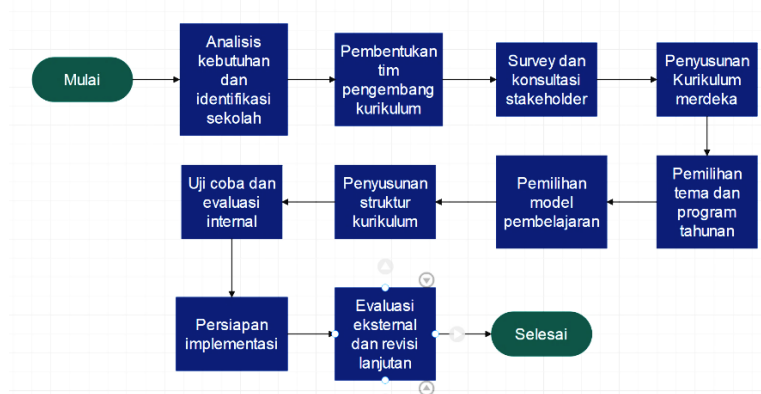 Mulai
Analisis
kebutuhan
dan
identifikasi
sekolah
Pembentukan
tim
pengembang
kurikulum
Survey dan
konsultasi
stakeholder
Penyusunan
Kurikulum
merdeka
Pemilihan
tema dan
program
tahunan
Pemilihan
model
pembelajaran
Penyusunan
struktur
kurikulum
Uji coba dan
evaluasi
internal
Persiapan
implementasi
Evaluasi
eksternal
dan revisi
lanjutan
Selesai